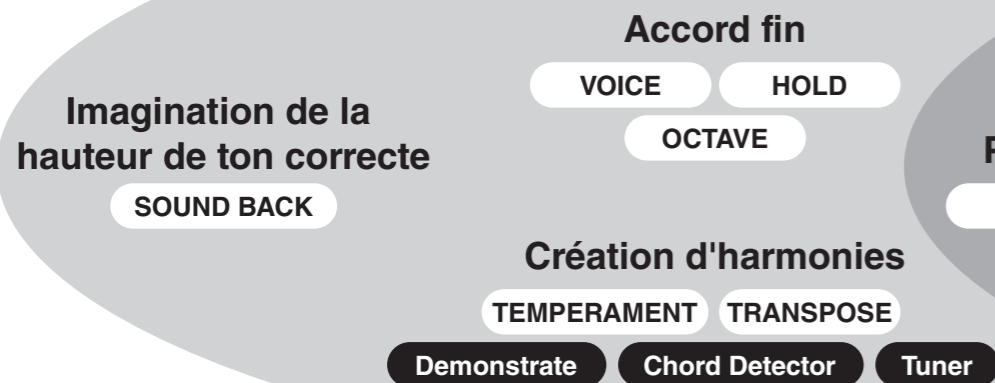 Accord fin
VOICE HOLD
OCTAVE
Imagination de la
hauteur de ton correcte
SOUND BACK
Création d'harmonies
TEMPERAMENT TRANSPOSE
Demonstrate Chord Detector Tuner